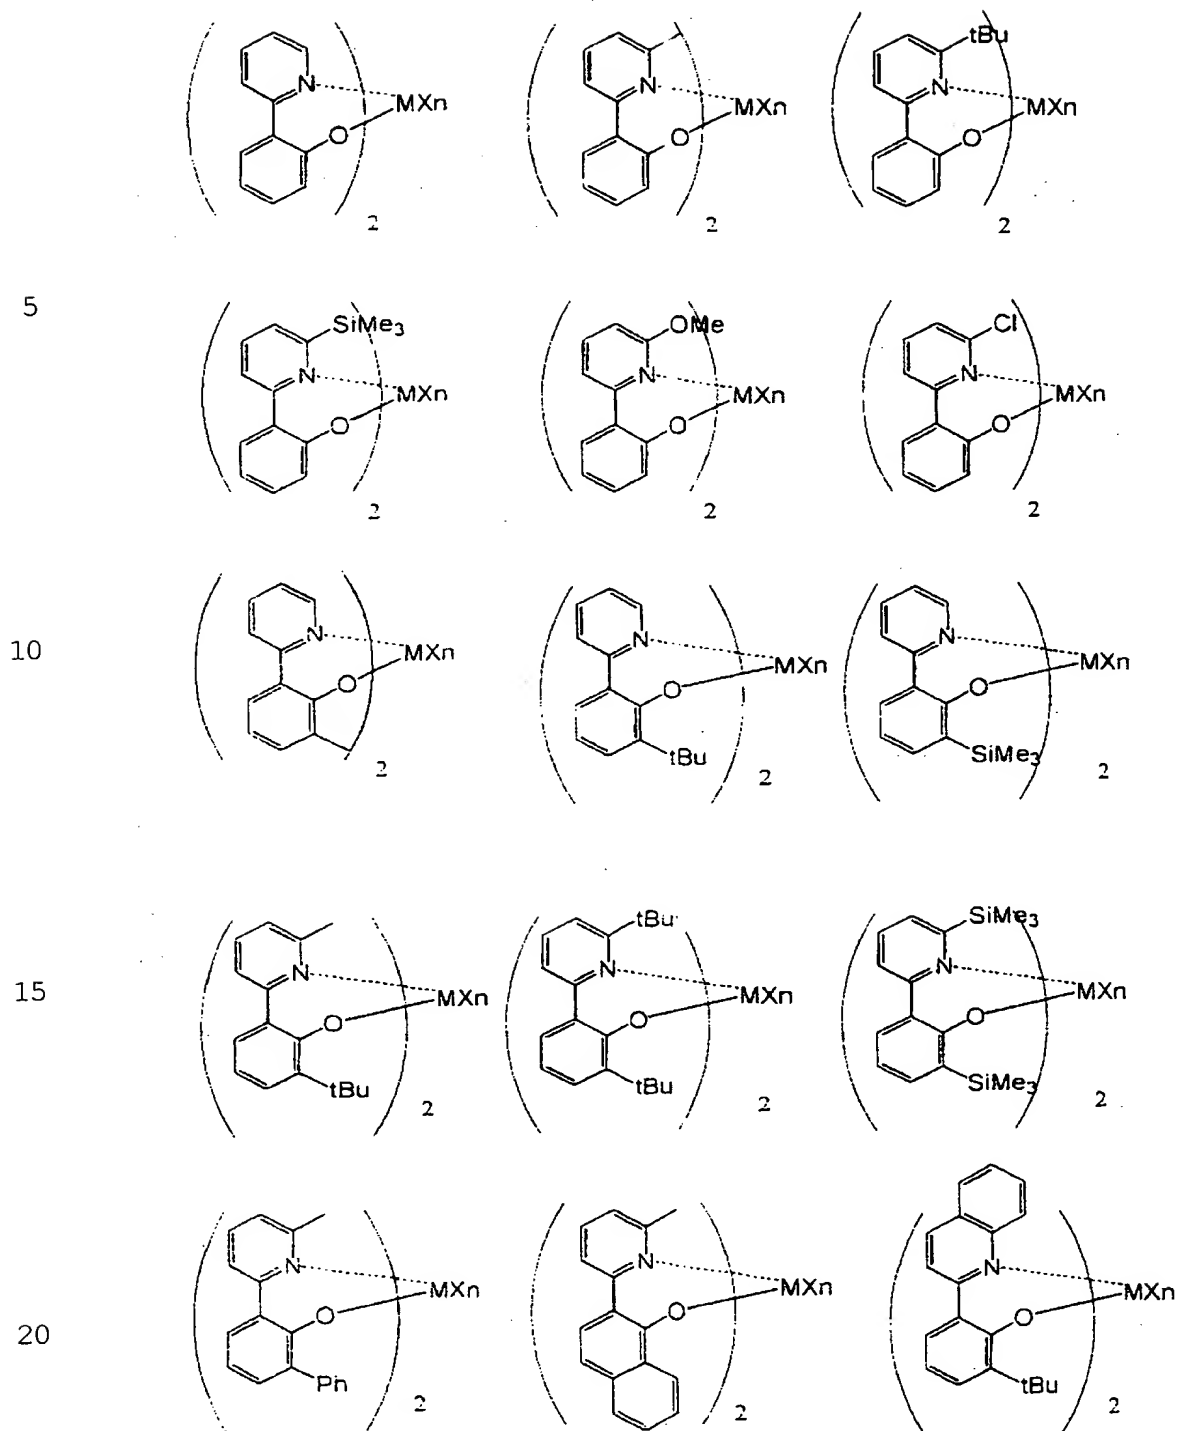 tBu
N N N
MXn MXn MXn
O O O
2 2 2
5
SiMe3 OMe Cl
N N N
MXn MXn MXn
O O O
2 2 2
10
N N N
MXn MXn MXn
O O O
tBu SiMe3
2 2 2
tBu SiMe3
15
N N N
MXn MXn MXn
O O O
tBu tBu SiMe3
2 2 2
N N N
MXn MXn MXn
O O O
20
Ph tBu
2 2 2